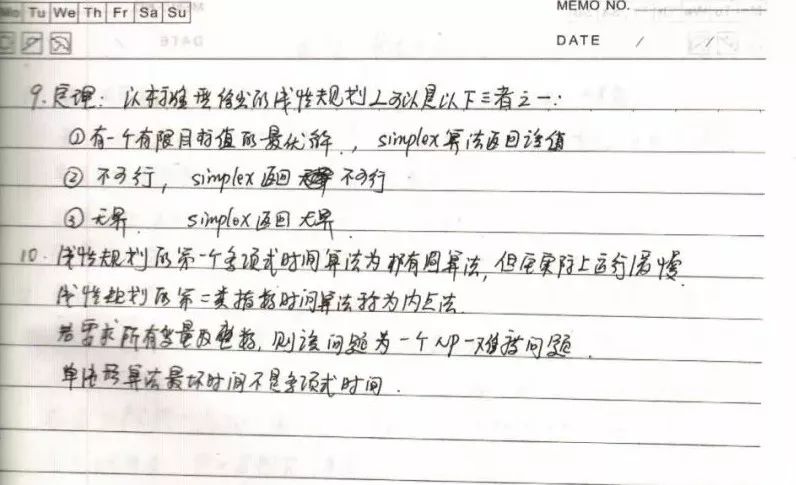 Mo Tu We Th Fr Sa Su
MEMO NO.
DATE / /
9. 定理: 以标准型给出的线性规划L可以是以下三者之一:
①有一个有限目标值的最优解, simplex算法返回该值
② 不可行, simplex返回 不可行
③ 无界. simplex返回 无界.
10. 线性规划的第一个多项式时间算法为椭圆算法, 但在实际上运行缓慢.
线性规划的第二类指数时间算法称为内点法.
若需求所有变量取整数, 则该问题为一个NP-难问题.
单纯形算法最坏时间不是多项式时间.